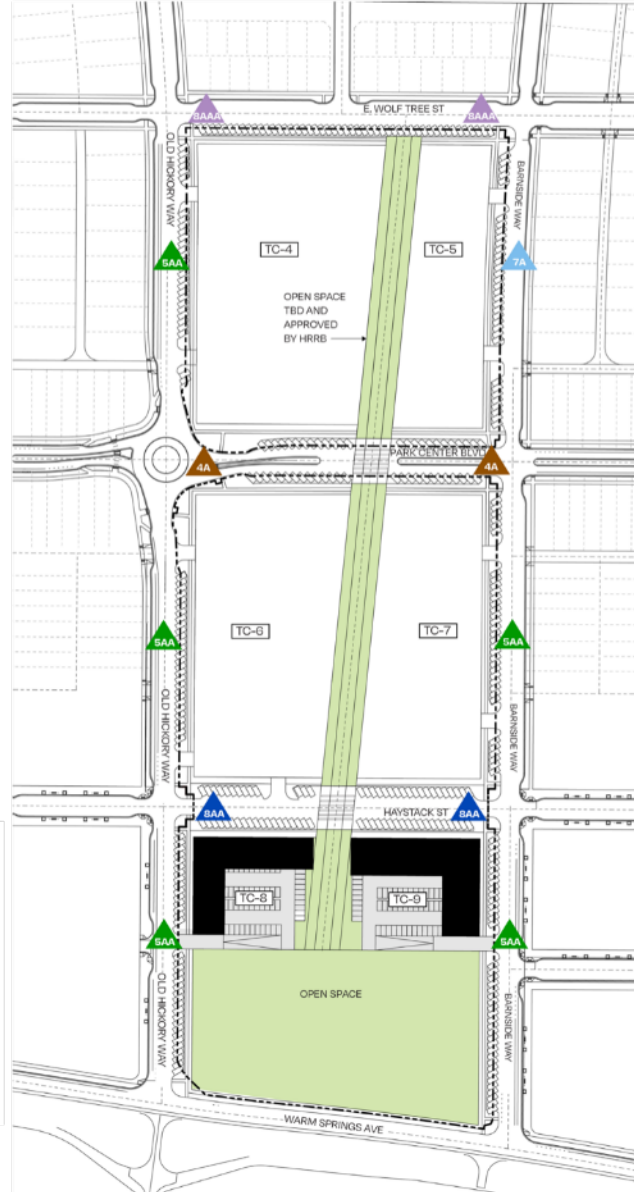 E. WOLF TREE ST
8AAA
8AAA
OLD HICKORY WAY
BARNSIDE WAY
TC-4
TC-5
5AA
7A
OPEN SPACE
TBD AND
APPROVED
BY HRRB
PARK CENTER BLVD
4A
4A
TC-6
TC-7
5AA
5AA
OLD HICKORY WAY
BARNSIDE WAY
8AA
HAYSTACK ST
8AA
TC-8
TC-9
5AA
5AA
OPEN SPACE
OLD HICKORY WAY
BARNSIDE WAY
WARM SPRINGS AVE